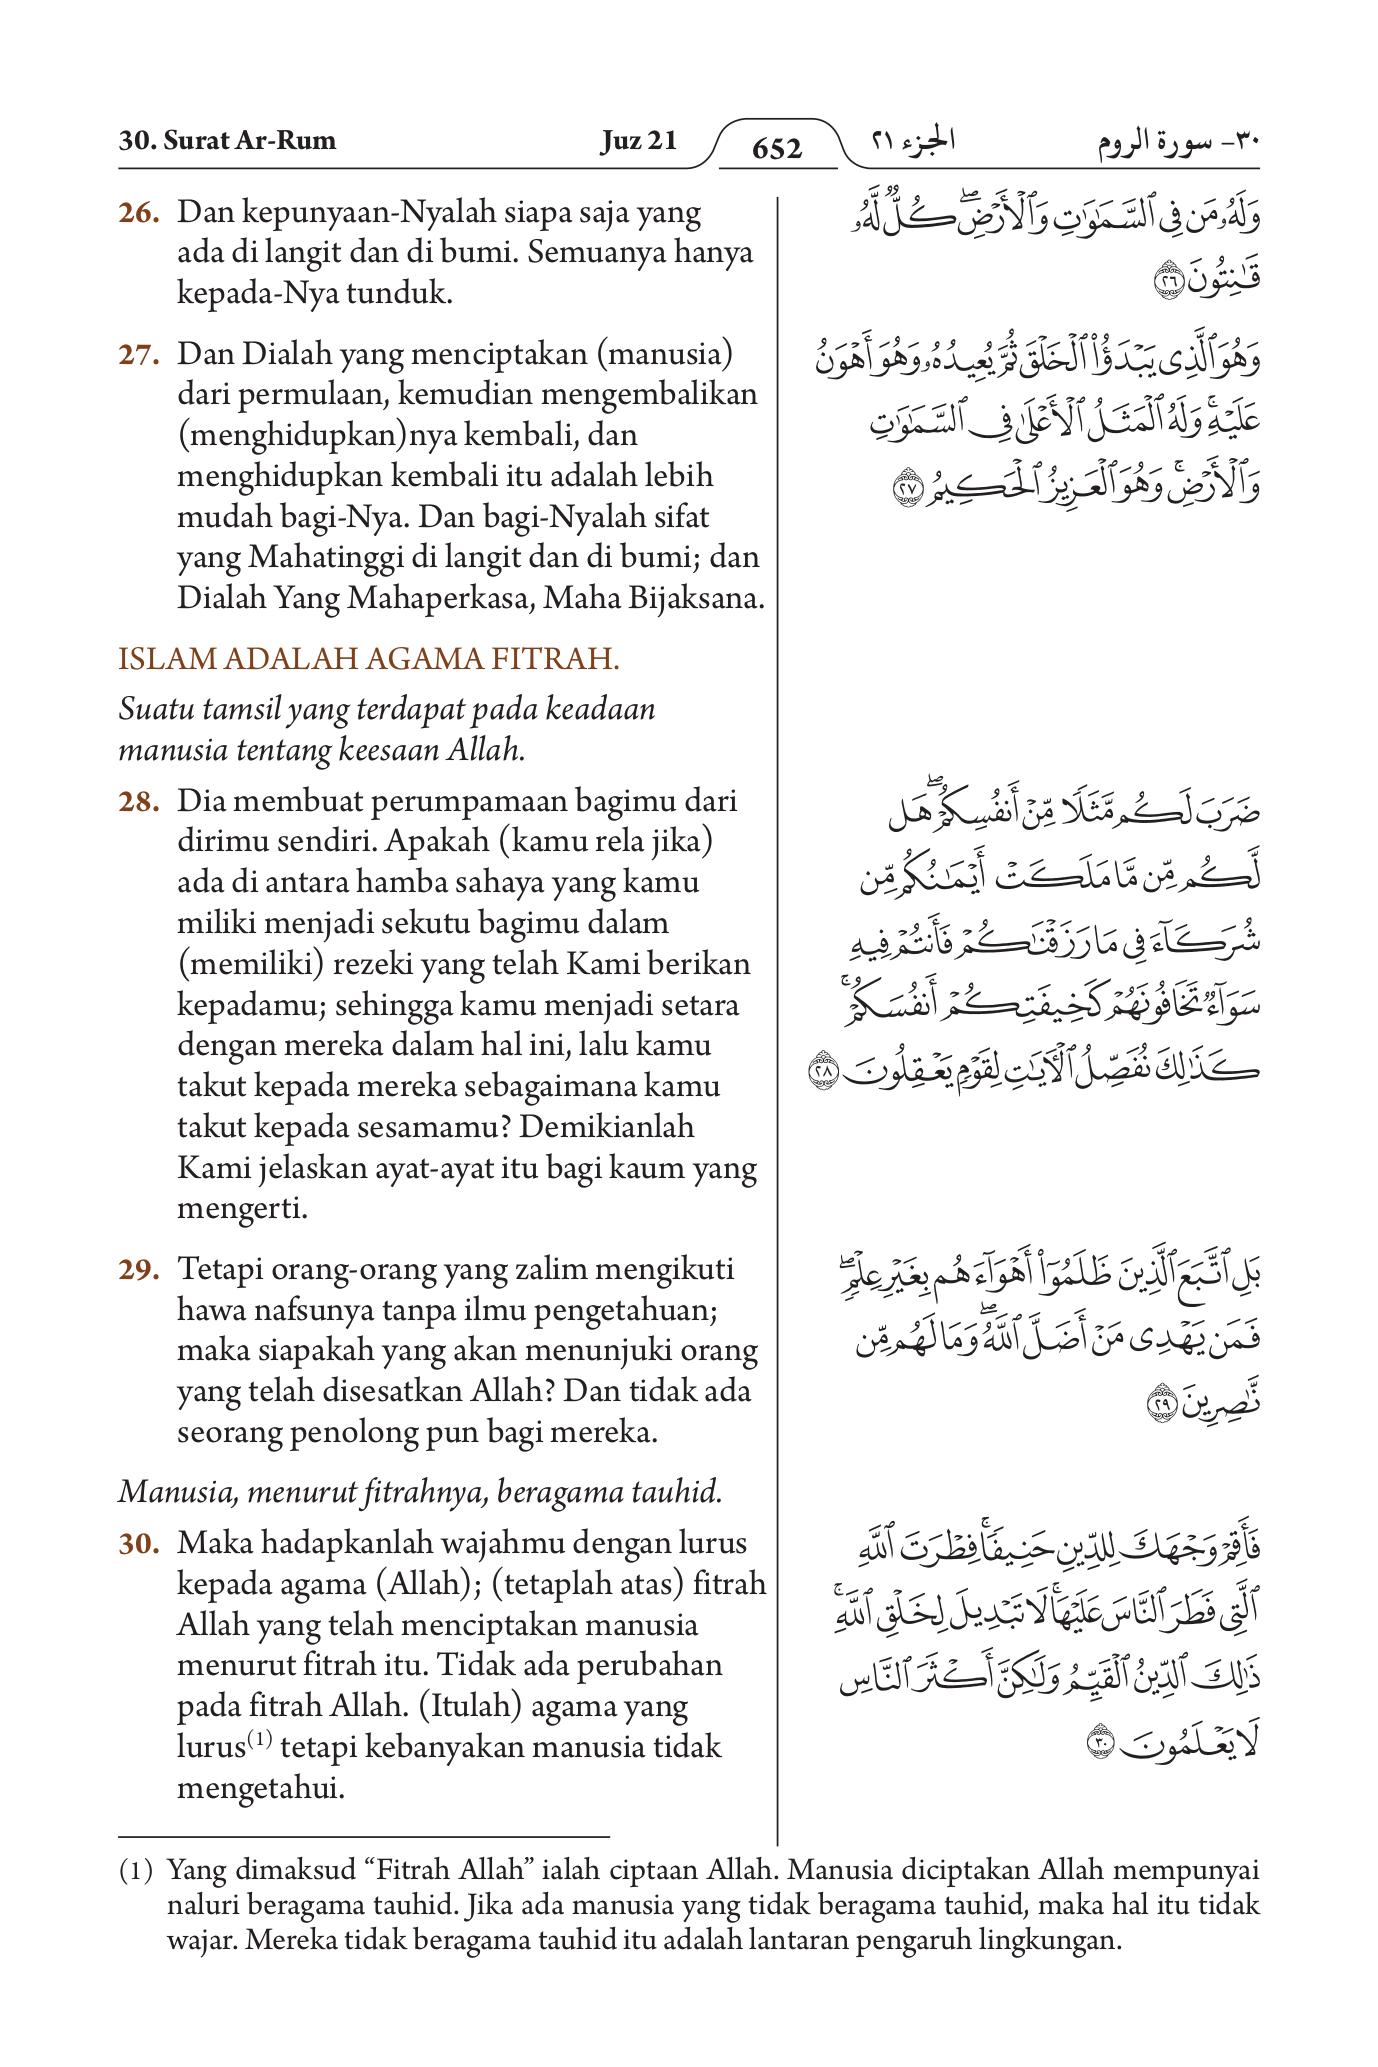 30. Surat Ar-Rum
Juz 21
652
الجزء ٢١
٣٠- سورة الروم
26. Dan kepunyaan-Nyalah siapa saja yang
ada di langit dan di bumi. Semuanya hanya
kepada-Nya tunduk.
27. Dan Dialah yang menciptakan (manusia)
dari permulaan, kemudian mengembalikan
(menghidupkan)nya kembali, dan
menghidupkan kembali itu adalah lebih
mudah bagi-Nya. Dan bagi-Nyalah sifat
yang Mahatinggi di langit dan di bumi; dan
Dialah Yang Mahaperkasa, Maha Bijaksana.
ISLAM ADALAH AGAMA FITRAH.
Suatu tamsil yang terdapat pada keadaan
manusia tentang keesaan Allah.
28. Dia membuat perumpamaan bagimu dari
dirimu sendiri. Apakah (kamu rela jika)
ada di antara hamba sahaya yang kamu
miliki menjadi sekutu bagimu dalam
(memiliki) rezeki yang telah Kami berikan
kepadamu; sehingga kamu menjadi setara
dengan mereka dalam hal ini, lalu kamu
takut kepada mereka sebagaimana kamu
takut kepada sesamamu? Demikianlah
Kami jelaskan ayat-ayat itu bagi kaum yang
mengerti.
29. Tetapi orang-orang yang zalim mengikuti
hawa nafsunya tanpa ilmu pengetahuan;
maka siapakah yang akan menunjuki orang
yang telah disesatkan Allah? Dan tidak ada
seorang penolong pun bagi mereka.
Manusia, menurut fitrahnya, beragama tauhid.
30. Maka hadapkanlah wajahmu dengan lurus
kepada agama (Allah); (tetaplah atas) fitrah
Allah yang telah menciptakan manusia
menurut fitrah itu. Tidak ada perubahan
pada fitrah Allah. (Itulah) agama yang
lurus(1) tetapi kebanyakan manusia tidak
mengetahui.
وَلَهُۥ مَن فِي ٱلسَّمَٰوَٰتِ وَٱلۡأَرۡضِۖ كُلّٞ لَّهُۥ
قَٰنِتُونَ ٢٦
وَهُوَ ٱلَّذِي يَبۡدَؤُاْ ٱلۡخَلۡقَ ثُمَّ يُعِيدُهُۥ وَهُوَ أَهۡوَنُ
عَلَيۡهِۚ وَلَهُ ٱلۡمَثَلُ ٱلۡأَعۡلَىٰ فِي ٱلسَّمَٰوَٰتِ
وَٱلۡأَرۡضِۚ وَهُوَ ٱلۡعَزِيزُ ٱلۡحَكِيمُ ٢٧
ضَرَبَ لَكُم مَّثَلٗا مِّنۡ أَنفُسِكُمۡۖ هَل
لَّكُم مِّن مَّا مَلَكَتۡ أَيۡمَٰنُكُم مِّن
شُرَكَآءَ فِي مَا رَزَقۡنَٰكُمۡ فَأَنتُمۡ فِيهِ
سَوَآءٞ تَخَافُونَهُمۡ كَخِيفَتِكُمۡ أَنفُسَكُمۡۚ
كَذَٰلِكَ نُفَصِّلُ ٱلۡأٓيَٰتِ لِقَوۡمٖ يَعۡقِلُونَ ٢٨
بَلِ ٱتَّبَعَ ٱلَّذِينَ ظَلَمُوٓاْ أَهۡوَآءَهُم بِغَيۡرِ عِلۡمٖۖ
فَمَن يَهۡدِي مَنۡ أَضَلَّ ٱللَّهُۖ وَمَا لَهُم مِّن
نَّٰصِرِينَ ٢٩
فَأَقِمۡ وَجۡهَكَ لِلدِّينِ حَنِيفٗاۚ فِطۡرَتَ ٱللَّهِ
ٱلَّتِي فَطَرَ ٱلنَّاسَ عَلَيۡهَاۚ لَا تَبۡدِيلَ لِخَلۡقِ ٱللَّهِۚ
ذَٰلِكَ ٱلدِّينُ ٱلۡقَيِّمُ وَلَٰكِنَّ أَكۡثَرَ ٱلنَّاسِ
لَا يَعۡلَمُونَ ٣٠
(1) Yang dimaksud “Fitrah Allah” ialah ciptaan Allah. Manusia diciptakan Allah mempunyai
naluri beragama tauhid. Jika ada manusia yang tidak beragama tauhid, maka hal itu tidak
wajar. Mereka tidak beragama tauhid itu adalah lantaran pengaruh lingkungan.